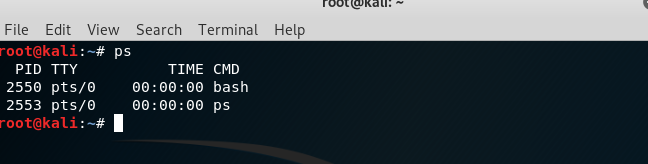 root@kali: ~
File Edit View Search Terminal Help
root@kali:~# ps
  PID TTY          TIME CMD
 2550 pts/0    00:00:00 bash
 2553 pts/0    00:00:00 ps
root@kali:~#